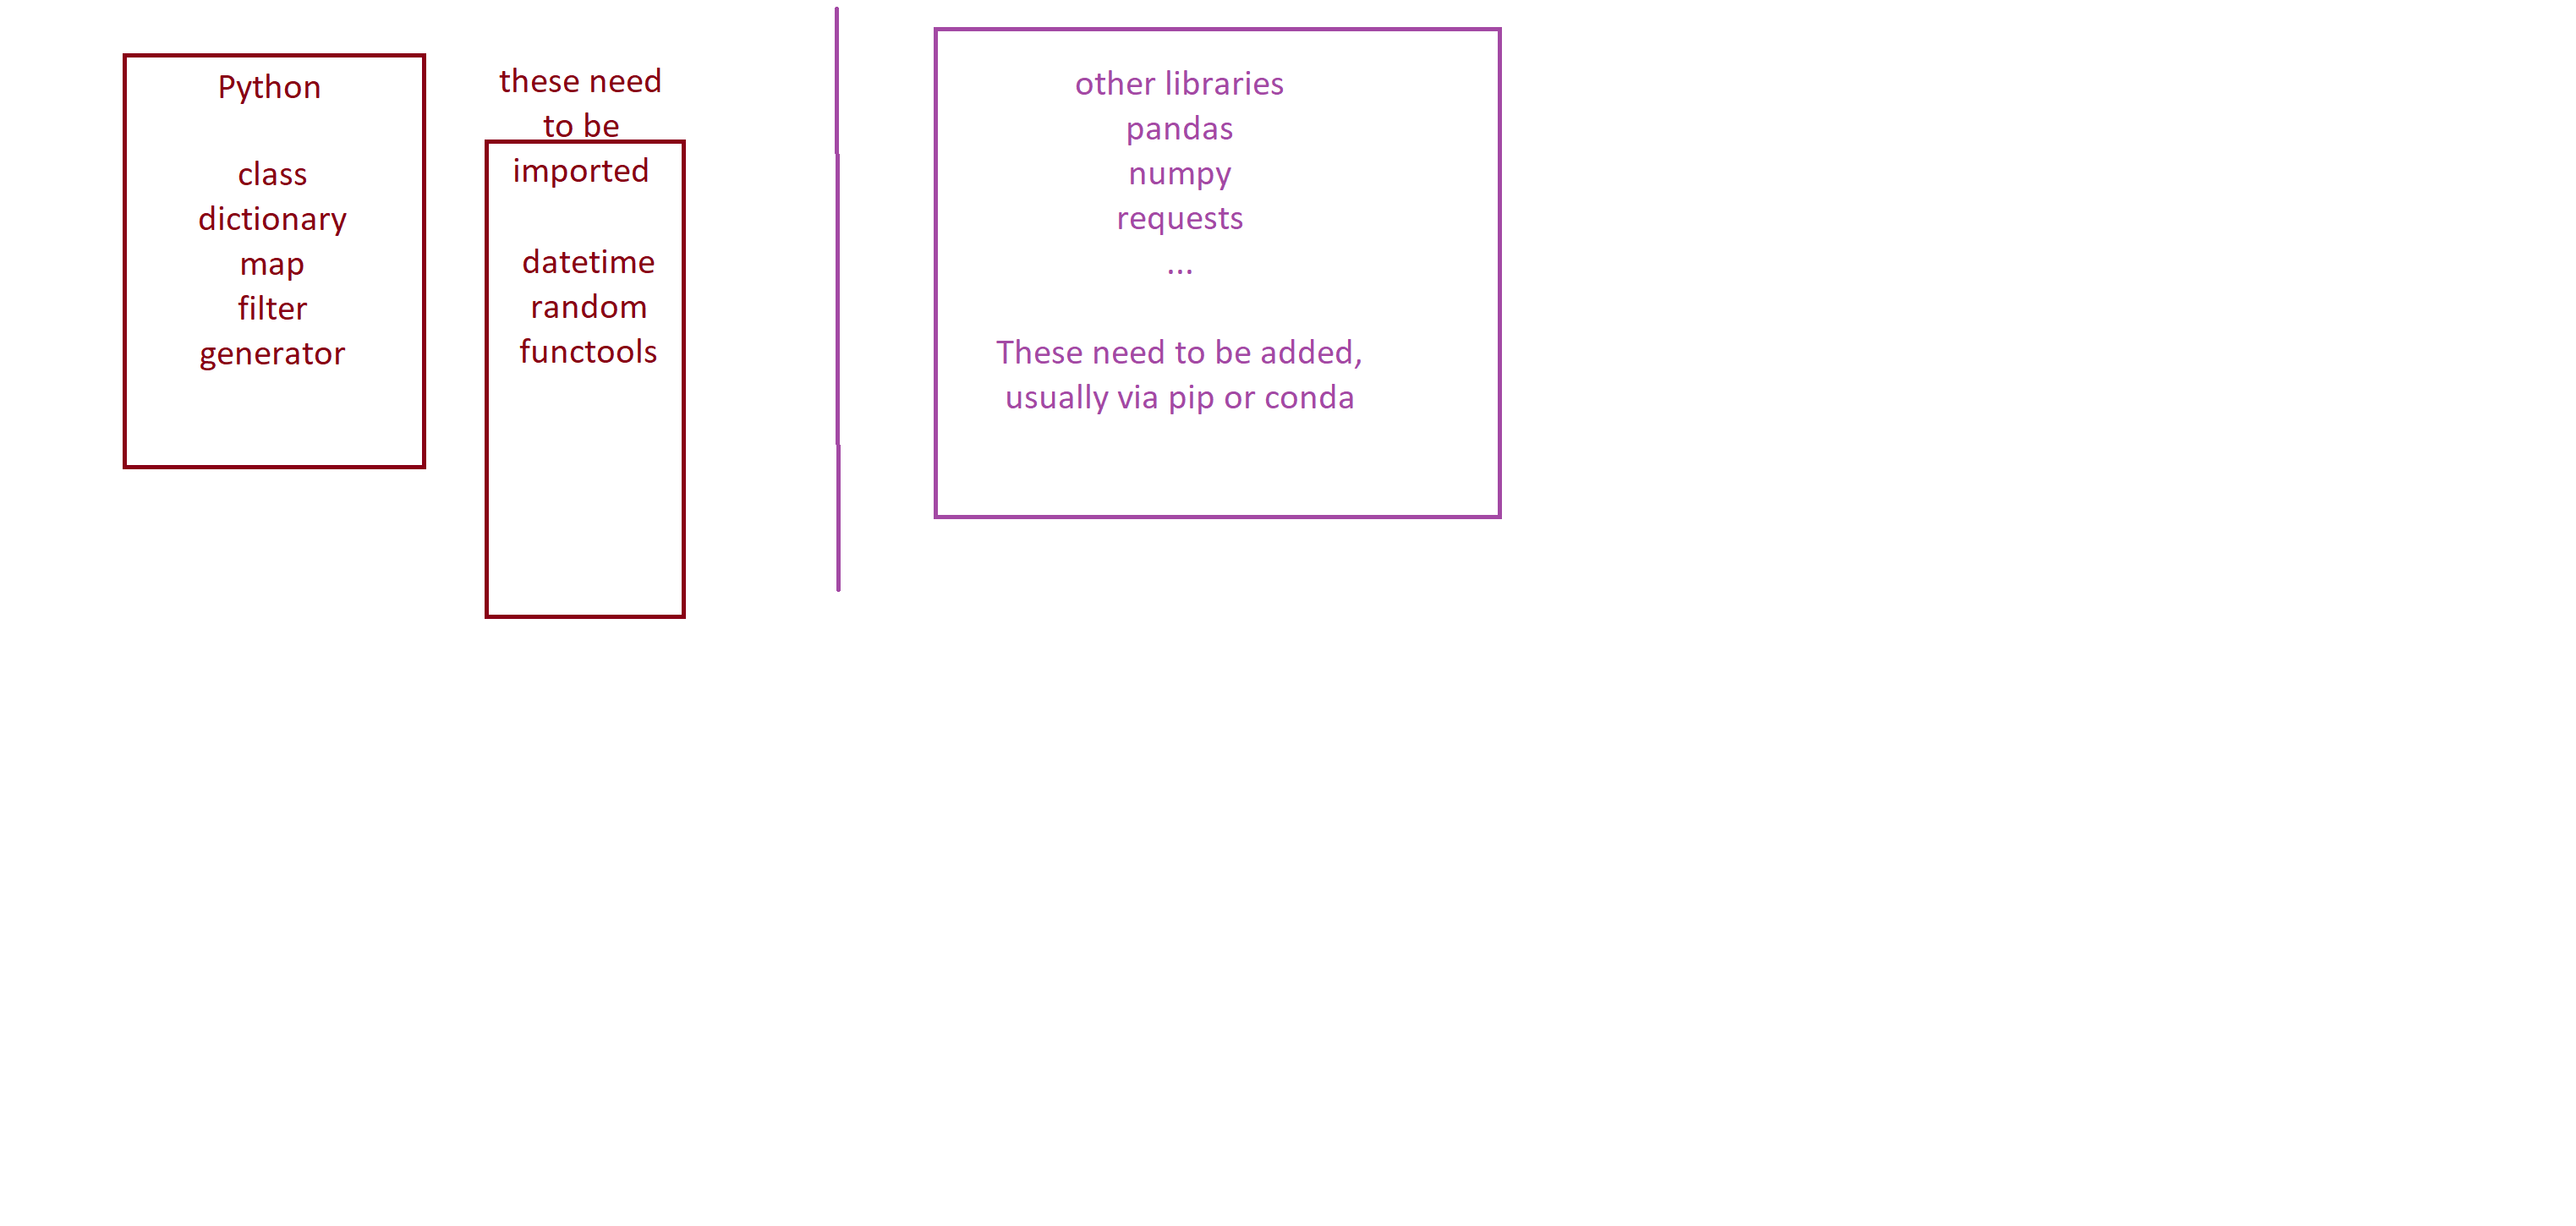 Python
class
dictionary
map
filter
generator
these need
to be
imported
datetime
random
functools
other libraries
pandas
numpy
requests
...
These need to be added,
usually via pip or conda